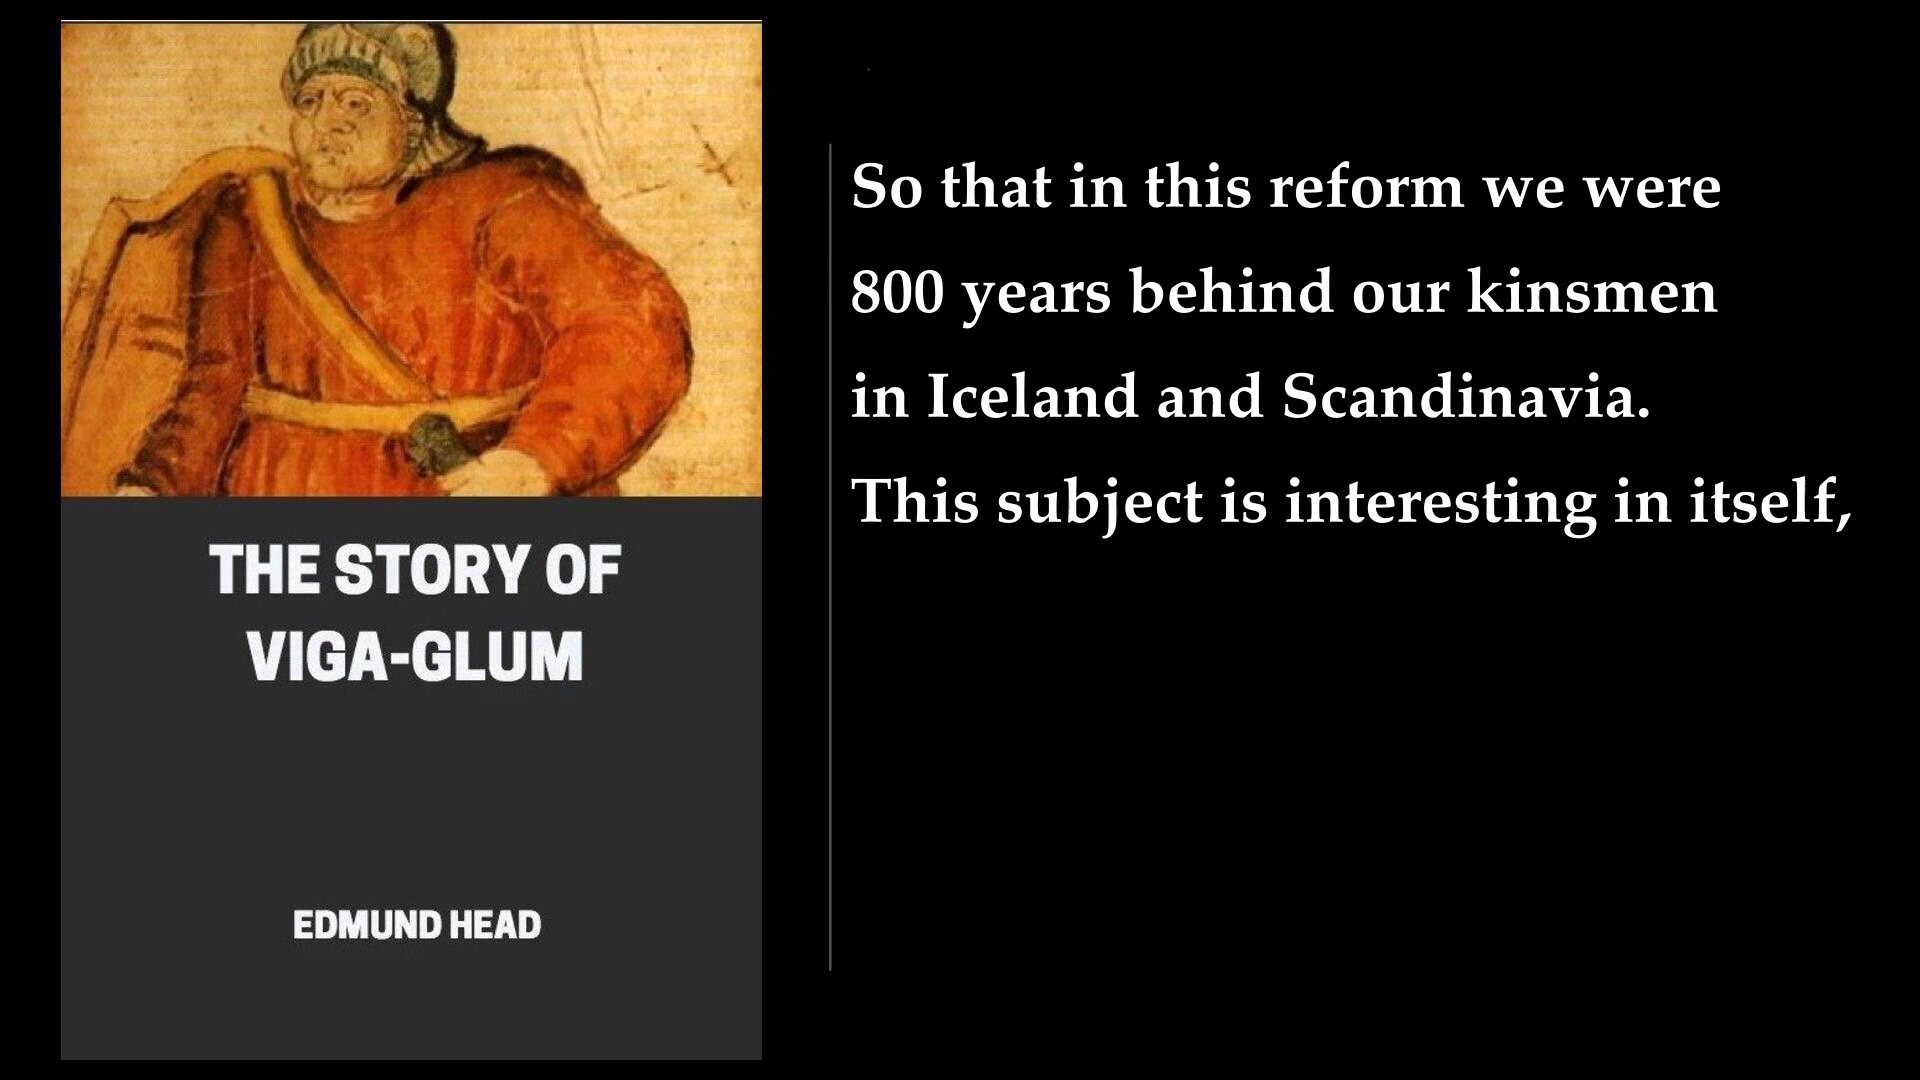 THE STORY OF
VIGA-GLUM
EDMUND HEAD
So that in this reform we were
800 years behind our kinsmen
in Iceland and Scandinavia.
This subject is interesting in itself,